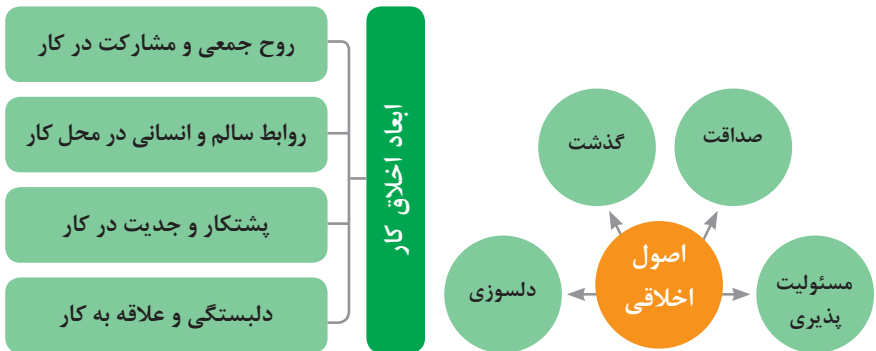 صداقت
گذشت
اصول
اخلاقی
مسئولیت
پذیری
دلسوزی
ابعاد اخلاق کار
روح جمعی و مشارکت در کار
روابط سالم و انسانی در محل کار
پشتکار و جدیت در کار
دلبستگی و علاقه به کار